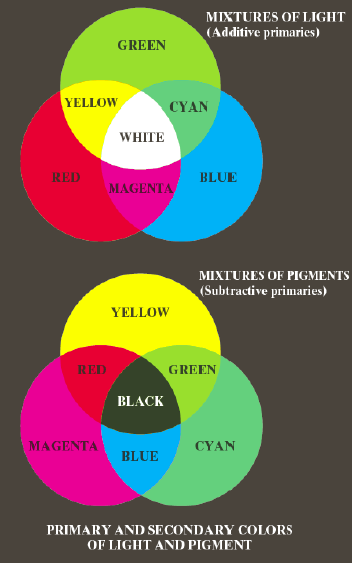 MIXTURES OF LIGHT
(Additive primaries)
GREEN
YELLOW
CYAN
WHITE
RED
MAGENTA
BLUE
MIXTURES OF PIGMENTS
(Subtractive primaries)
YELLOW
RED
GREEN
BLACK
MAGENTA
BLUE
CYAN
PRIMARY AND SECONDARY COLORS
OF LIGHT AND PIGMENT